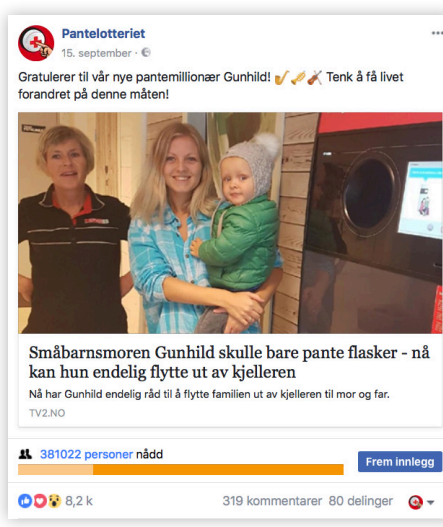 Pantelotteriet
15. september ·
Gratulerer til vår nye pantemillionær Gunhild! 🎷🎺🎻 Tenk å få livet
forandret på denne måten!
Småbarnsmoren Gunhild skulle bare pante flasker - nå
kan hun endelig flytte ut av kjelleren
Nå har Gunhild endelig råd til å flytte familien ut av kjelleren til mor og far.
TV2.NO
381022 personer nådd
Frem innlegg
8,2 k
319 kommentarer 80 delinger